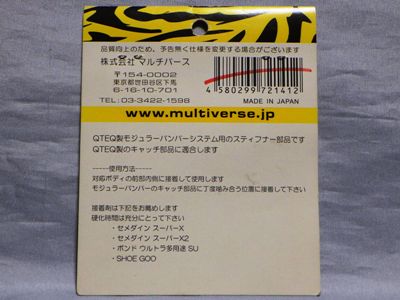 品質向上のため、予告無く仕様を変更する場合がございます
株式会社マルチバース
〒154-0002
東京都世田谷区下馬
6-16-10-701
TEL:03-3422-1598
4580299721412
MADE IN JAPAN
www.multiverse.jp
QTEQ製モジュラーバンパーシステム用のスティフナー部品です
QTEQ製のキャッチ部品に適合します
-----使用方法-----
対応ボディの前部内側に接着して使用します
モジュラーバンパーのキャッチ部品に丁度噛み合う位置に接着して下さい
接着剤は下記をお薦めします
硬化時間は充分にとって下さい
・セメダイン スーパーX
・セメダイン スーパーX2
・ボンド ウルトラ多用途 SU
・SHOE GOO